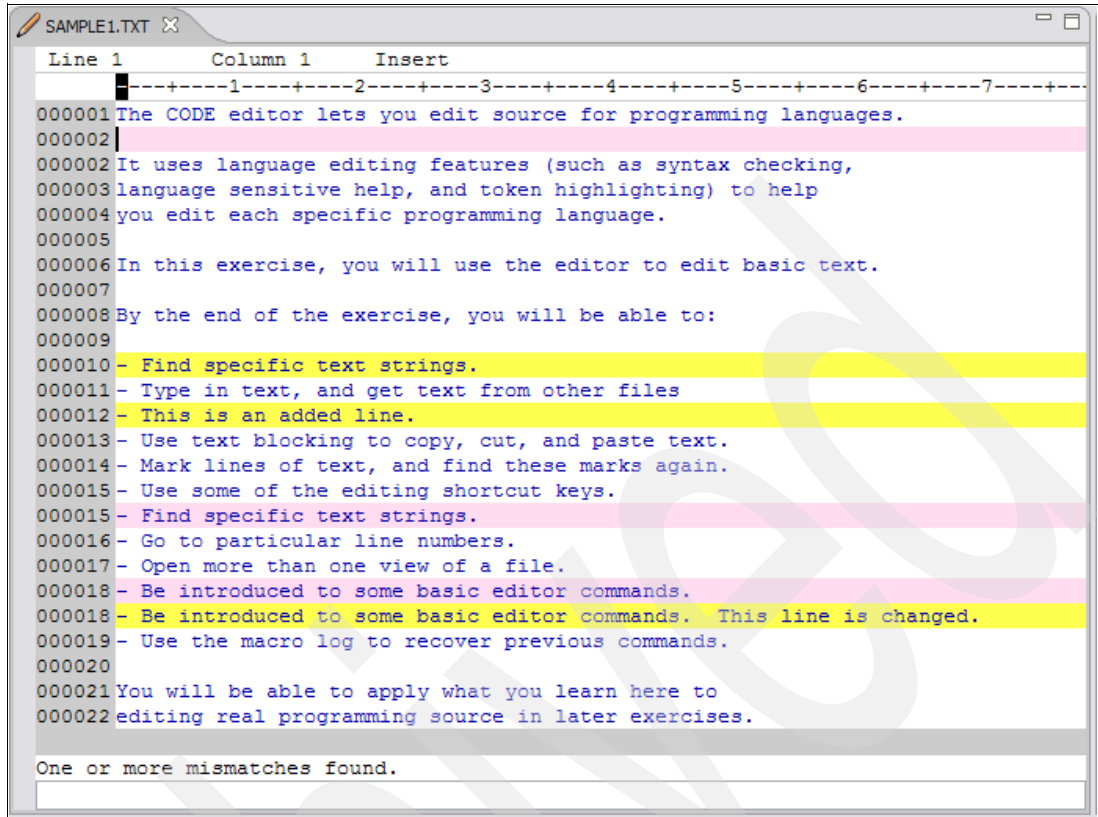 SAMPLE1.TXT
Line 1 Column 1 Insert
----+----1----+----2----+----3----+----4----+----5----+----6----+----7----+---
000001 The CODE editor lets you edit source for programming languages.
000002
000002 It uses language editing features (such as syntax checking,
000003 language sensitive help, and token highlighting) to help
000004 you edit each specific programming language.
000005
000006 In this exercise, you will use the editor to edit basic text.
000007
000008 By the end of the exercise, you will be able to:
000009
000010 - Find specific text strings.
000011 - Type in text, and get text from other files
000012 - This is an added line.
000013 - Use text blocking to copy, cut, and paste text.
000014 - Mark lines of text, and find these marks again.
000015 - Use some of the editing shortcut keys.
000015 - Find specific text strings.
000016 - Go to particular line numbers.
000017 - Open more than one view of a file.
000018 - Be introduced to some basic editor commands.
000018 - Be introduced to some basic editor commands.  This line is changed.
000019 - Use the macro log to recover previous commands.
000020
000021 You will be able to apply what you learn here to
000022 editing real programming source in later exercises.
One or more mismatches found.